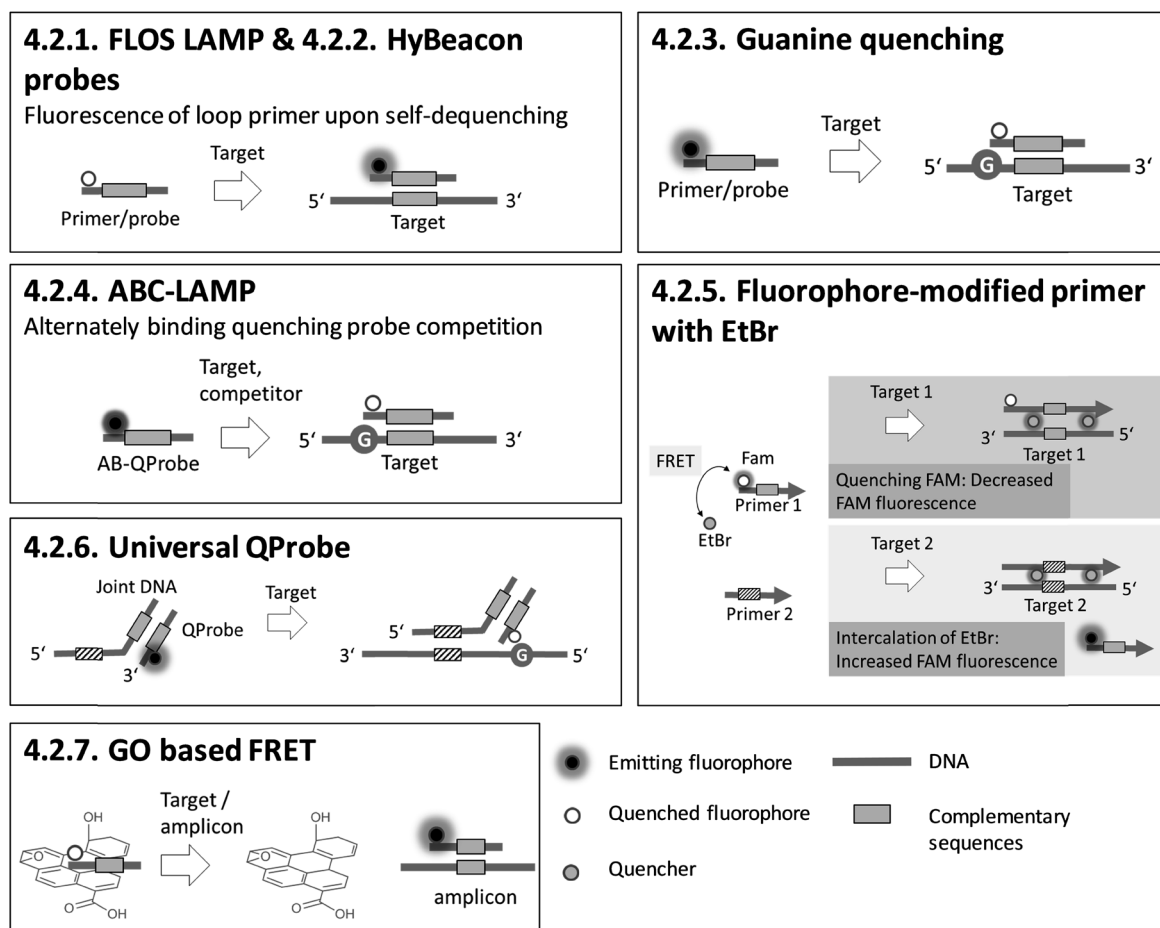 4.2.1. FLOS LAMP & 4.2.2. HyBeacon
probes
Fluorescence of loop primer upon self-dequenching
Target
Primer/probe
5‘
3‘
Target
4.2.3. Guanine quenching
Target
Primer/probe
5‘
G
3‘
Target
4.2.4. ABC-LAMP
Alternately binding quenching probe competition
Target,
competitor
AB-QProbe
5‘
G
3‘
Target
4.2.5. Fluorophore-modified primer
with EtBr
FRET
Fam
Primer 1
EtBr
Primer 2
Target 1
3‘
5‘
Target 1
Quenching FAM: Decreased
FAM fluorescence
Target 2
3‘
5‘
Target 2
Intercalation of EtBr:
Increased FAM fluorescence
4.2.6. Universal QProbe
Joint DNA
QProbe
5‘
3‘
Target
5‘
3‘
G
5‘
4.2.7. GO based FRET
OH
O
O
OH
Target /
amplicon
OH
O
O
OH
amplicon
Emitting fluorophore
Quenched fluorophore
Quencher
DNA
Complementary
sequences